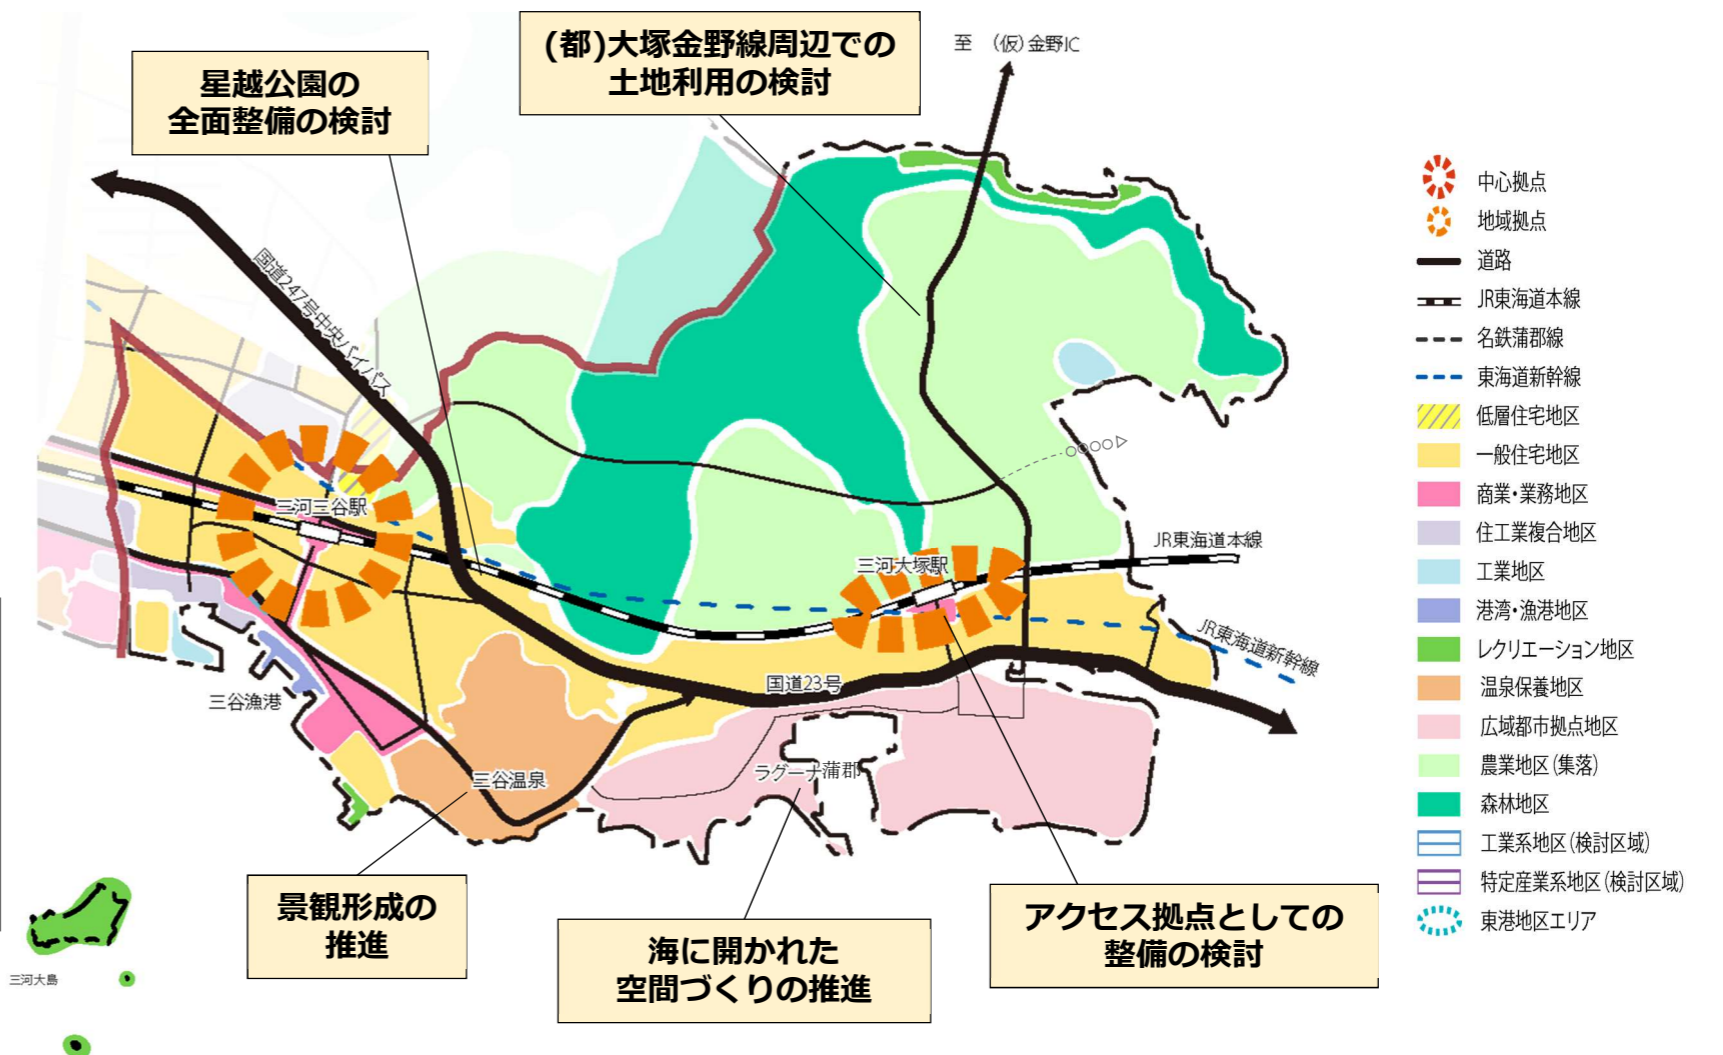 星越公園の
全面整備の検討
(都)大塚金野線周辺での
土地利用の検討
至 (仮)金野IC
国道247号中央バイパス
三河三谷駅
三河大塚駅
JR東海道本線
JR東海道新幹線
国道23号
三谷漁港
三谷温泉
ラグーナ蒲郡
三河大島
景観形成の
推進
海に開かれた
空間づくりの推進
アクセス拠点としての
整備の検討
中心拠点
地域拠点
道路
JR東海道本線
名鉄蒲郡線
東海道新幹線
低層住宅地区
一般住宅地区
商業・業務地区
住工業複合地区
工業地区
港湾・漁港地区
レクリエーション地区
温泉保養地区
広域都市拠点地区
農業地区(集落)
森林地区
工業系地区(検討区域)
特定産業系地区(検討区域)
東港地区エリア